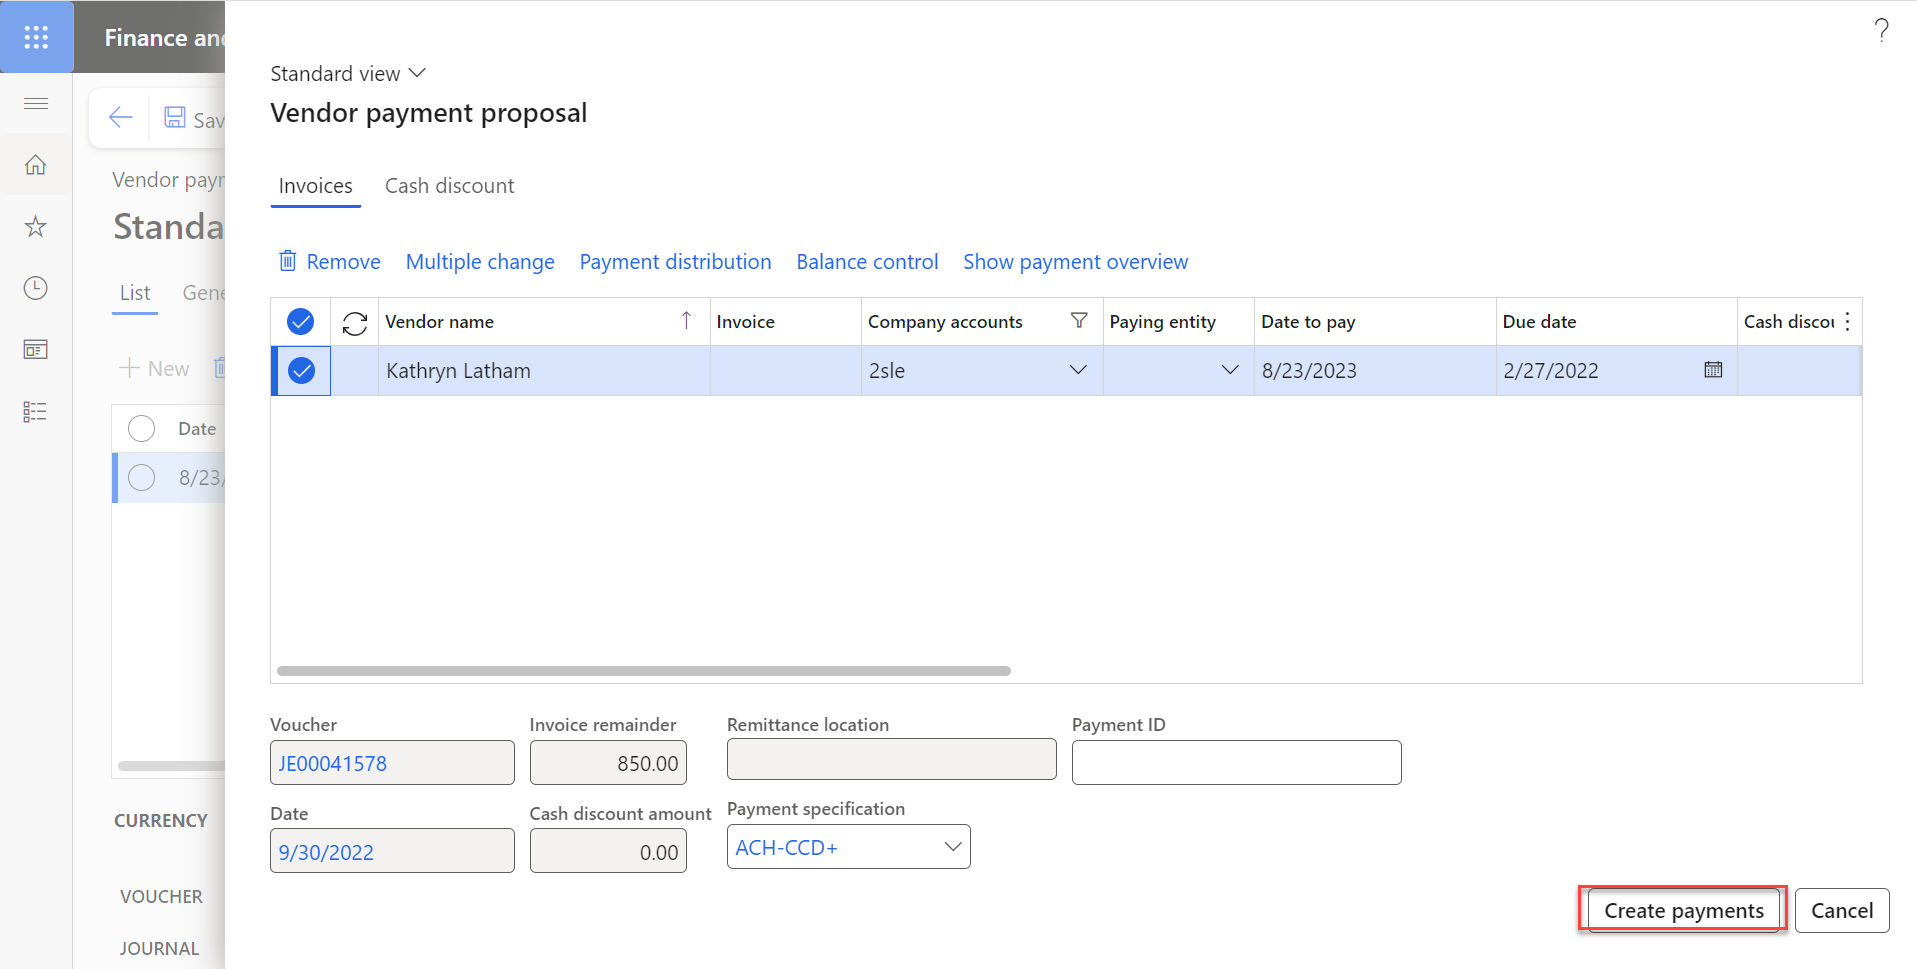 Finance and
?
Standard view
Vendor payment proposal
Sav
Vendor payn
Standa
Invoices Cash discount
Remove Multiple change Payment distribution Balance control Show payment overview
List Gene
Vendor name Invoice Company accounts Paying entity Date to pay Due date Cash discou
Kathryn Latham 2sle 8/23/2023 2/27/2022
New
Date
8/23/
Voucher Invoice remainder Remittance location Payment ID
JE00041578 850.00
Date Cash discount amount Payment specification
9/30/2022 0.00 ACH-CCD+
CURRENCY
VOUCHER
JOURNAL
Create payments Cancel